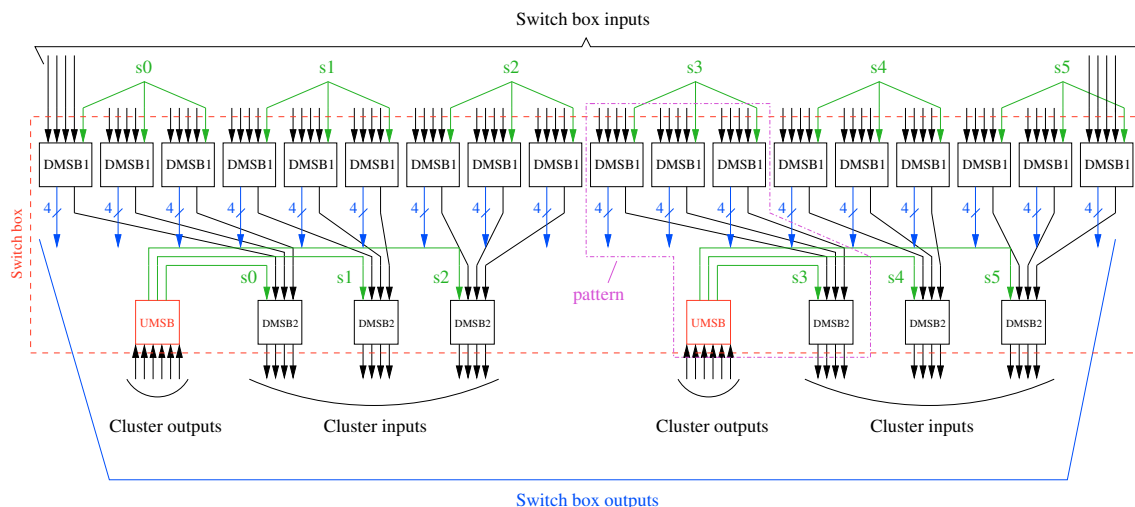 Switch box inputs
s0 s1 s2 s3 s4 s5
DMSB1 DMSB1 DMSB1 DMSB1 DMSB1 DMSB1 DMSB1 DMSB1 DMSB1 DMSB1 DMSB1 DMSB1 DMSB1 DMSB1 DMSB1 DMSB1 DMSB1 DMSB1
4 4 4 4 4 4 4 4 4 4 4 4 4 4 4 4 4 4
Switch box
s0 s1 s2 s3 s4 s5
pattern
UMSB DMSB2 DMSB2 DMSB2 UMSB DMSB2 DMSB2 DMSB2
Cluster outputs Cluster inputs Cluster outputs Cluster inputs
Switch box outputs